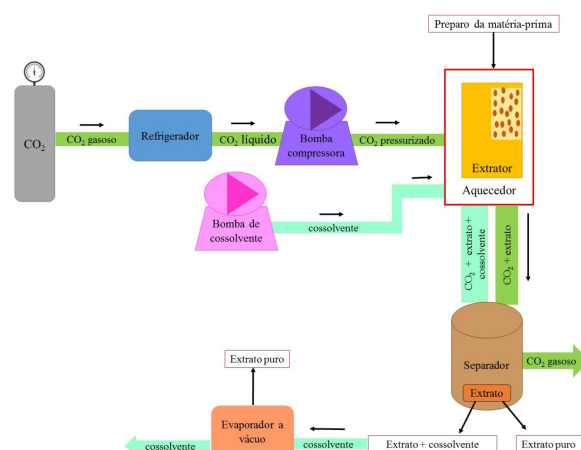 Preparo da matéria-prima
CO₂
CO₂ gasoso
Refrigerador
CO₂ líquido
Bomba
compressora
CO₂ pressurizado
Extrator
Aquecedor
Bomba de
cossolvente
cossolvente
CO₂ + extrato +
cossolvente
CO₂ + extrato
Separador
CO₂ gasoso
Extrato
Extrato puro
Evaporador a
vácuo
cossolvente
cossolvente
Extrato + cossolvente
Extrato puro